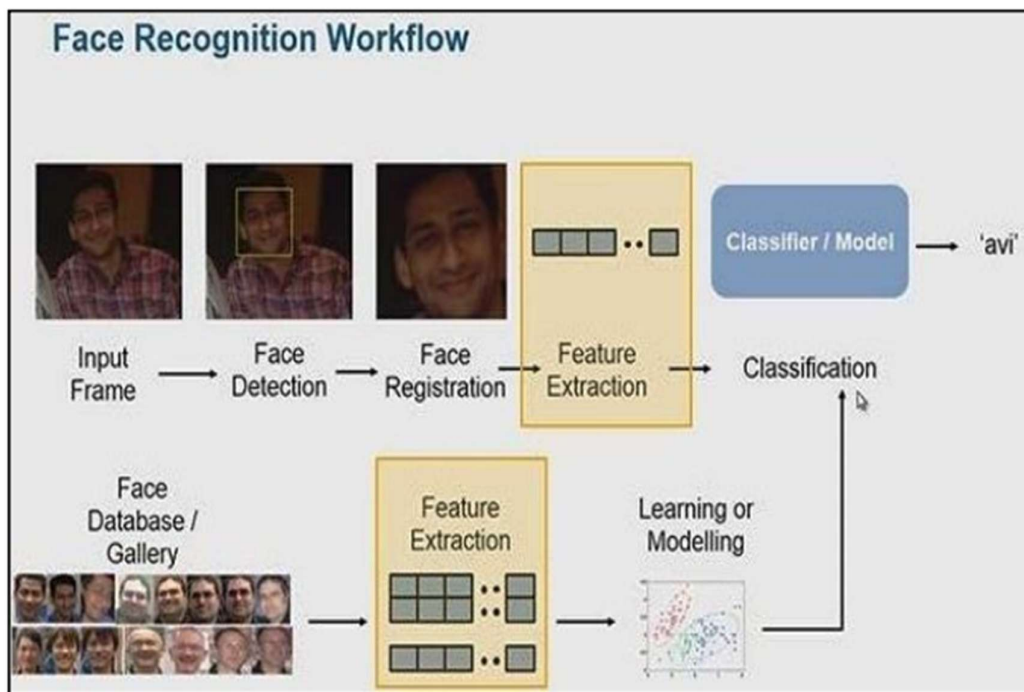 Face Recognition Workflow
Classifier / Model
'avi'
Input
Frame
Face
Detection
Face
Registration
Feature
Extraction
Classification
Face
Database /
Gallery
Feature
Extraction
Learning or
Modelling